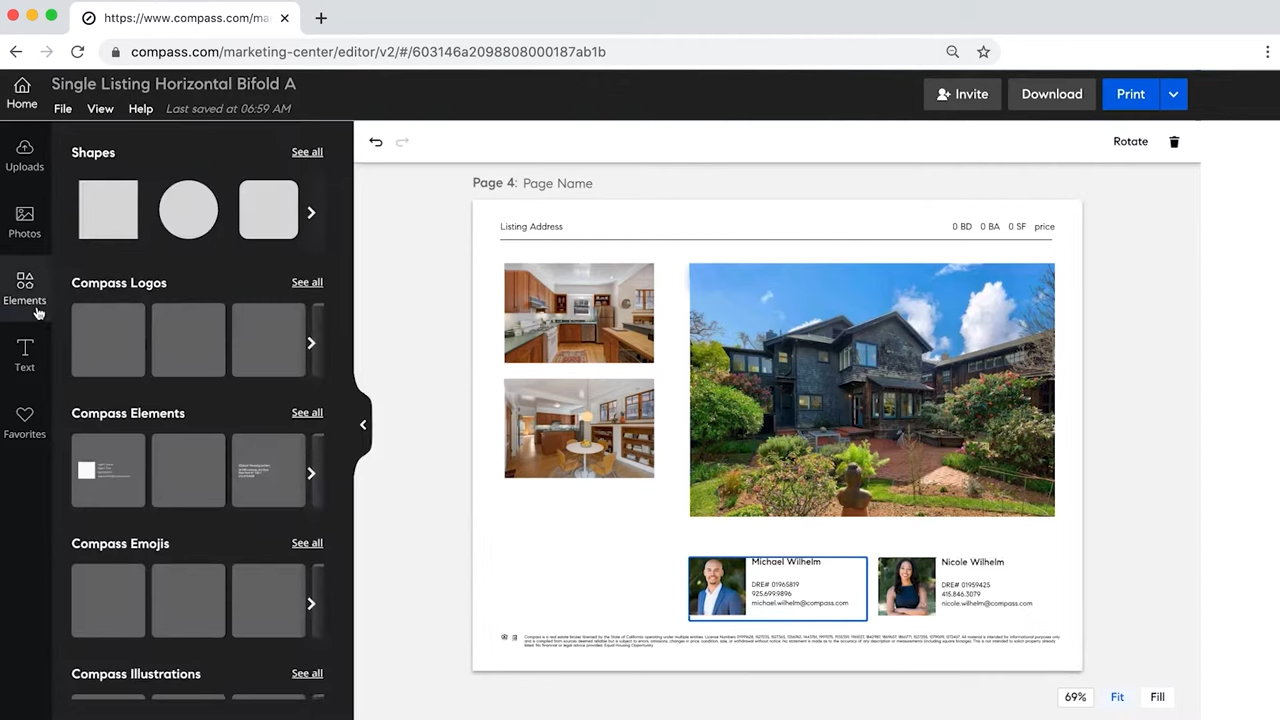 https://www.compass.com/ma
compass.com/marketing-center/editor/v2/#/603146a2098808000187ab1b
Home
Single Listing Horizontal Bifold A
File View Help Last saved at 06:59 AM
Invite Download Print
Uploads
Photos
Elements
Text
Favorites
Shapes See all
Compass Logos See all
Compass Elements See all
Compass Emojis See all
Compass Illustrations See all
Rotate
Page 4: Page Name
Listing Address 0 BD 0 BA 0 SF price
Michael Wilhelm
DRE# 01965819
925.699.9896
michael.wilhelm@compass.com
Nicole Wilhelm
DRE# 01959425
415.846.3079
nicole.wilhelm@compass.com
69% Fit Fill